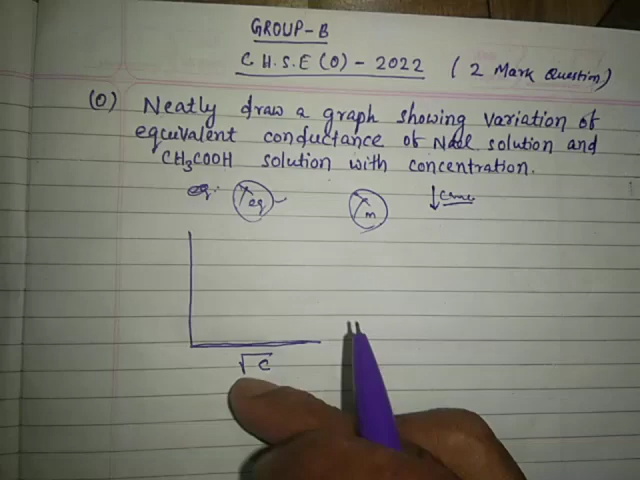 GROUP-B
C.H.S.E (O) - 2022 ( 2 Mark Question)
(O) Neatly draw a graph showing variation of
equivalent conductance of NaCl solution and
CH₃COOH solution with concentration.
λeq λm ↓conc
√C